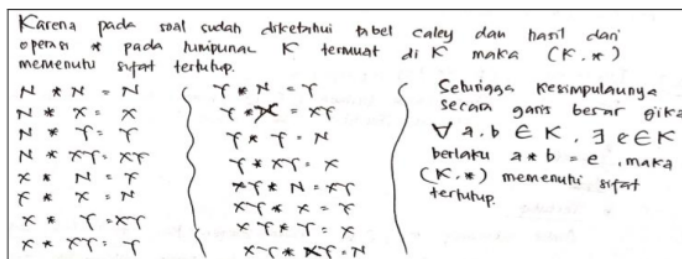 Karena pada soal sudah diketahui tabel caley dan hasil dari
operasi * pada himpunan K termuat di K maka (K, *)
memenuhi sifat tertutup.
N * N = N
N * X = X
N * Y = Y
N * XY = XY
X * N = X
X * X = N
X * Y = XY
X * XY = Y
Y * N = Y
Y * X = XY
Y * Y = N
Y * XY = X
XY * N = XY
XY * X = Y
XY * Y = X
XY * XY = N
Sehingga kesimpulannya
secara garis besar jika
∀ a, b ∈ K, ∃ e ∈ K
berlaku a * b = e, maka
(K, *) memenuhi sifat
tertutup.